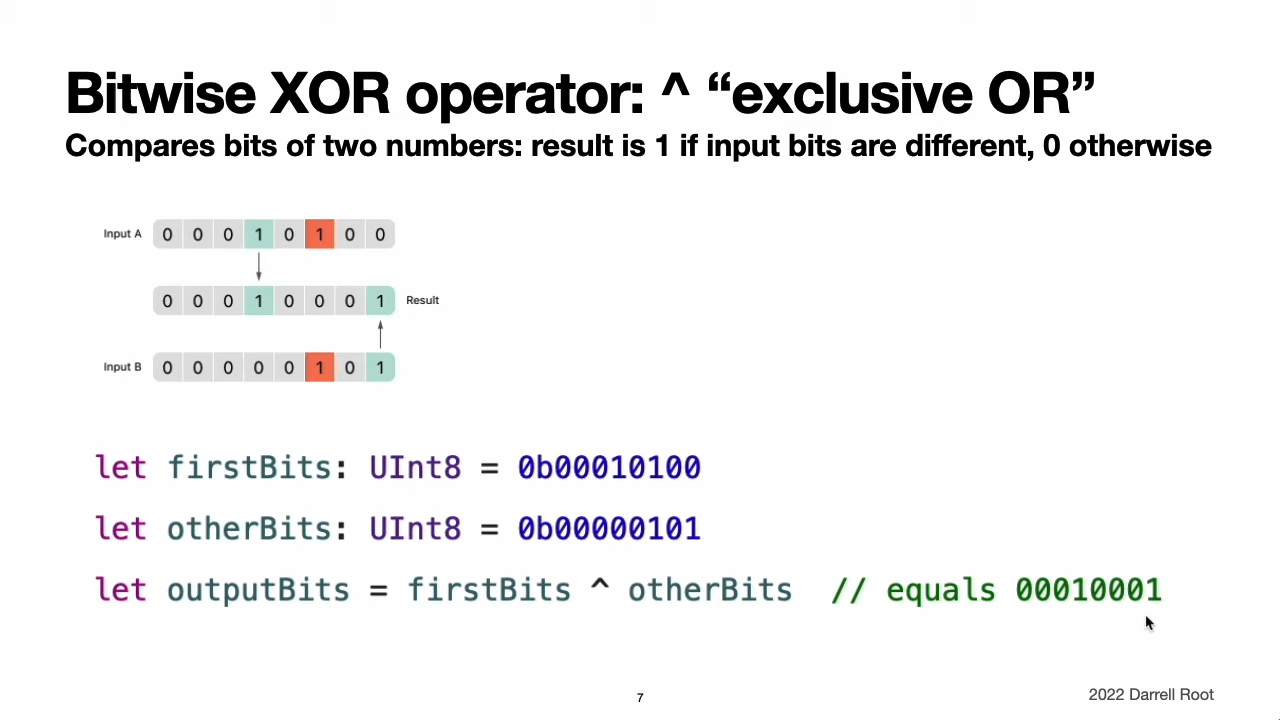 Bitwise XOR operator: ^ “exclusive OR”
Compares bits of two numbers: result is 1 if input bits are different, 0 otherwise
Input A 0 0 0 1 0 1 0 0
0 0 0 1 0 0 0 1 Result
Input B 0 0 0 0 0 1 0 1
let firstBits: UInt8 = 0b00010100
let otherBits: UInt8 = 0b00000101
let outputBits = firstBits ^ otherBits // equals 00010001
7
2022 Darrell Root